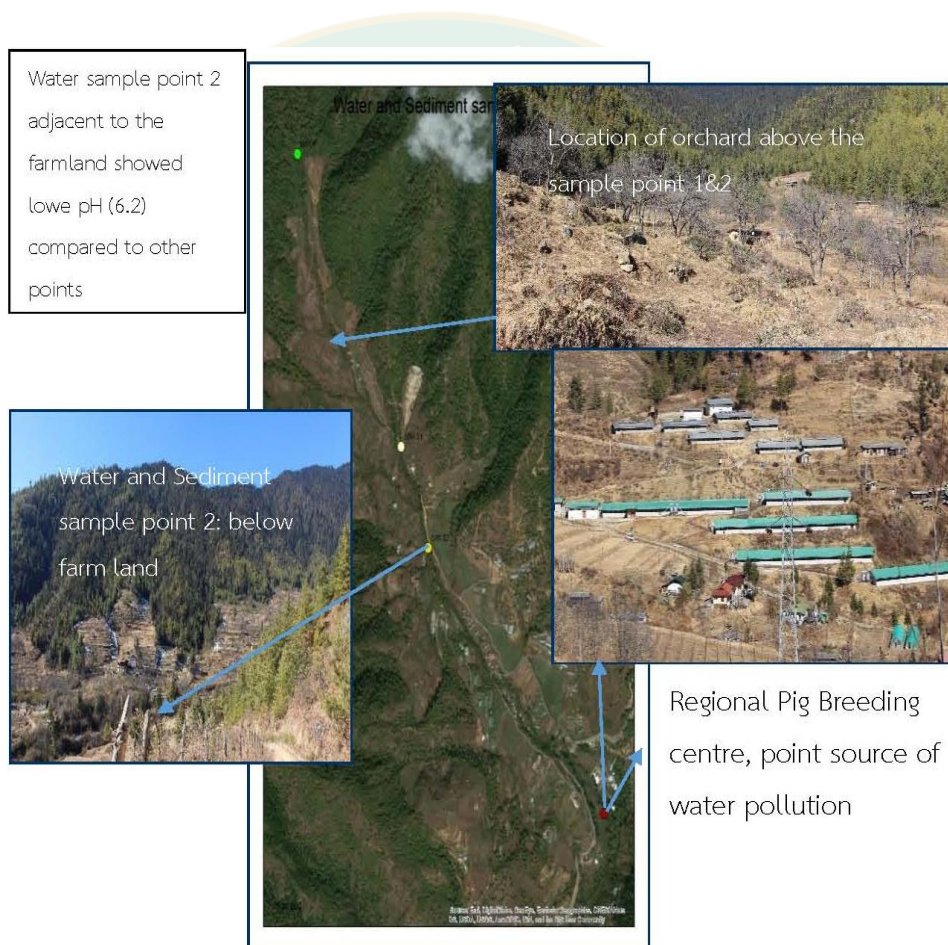 Water sample point 2
adjacent to the
farmland showed
lowe pH (6.2)
compared to other
points
Water and Sediment sam
Location of orchard above the
sample point 1&2
Water and Sediment
sample point 2: below
farm land
Regional Pig Breeding
centre, point source of
water pollution